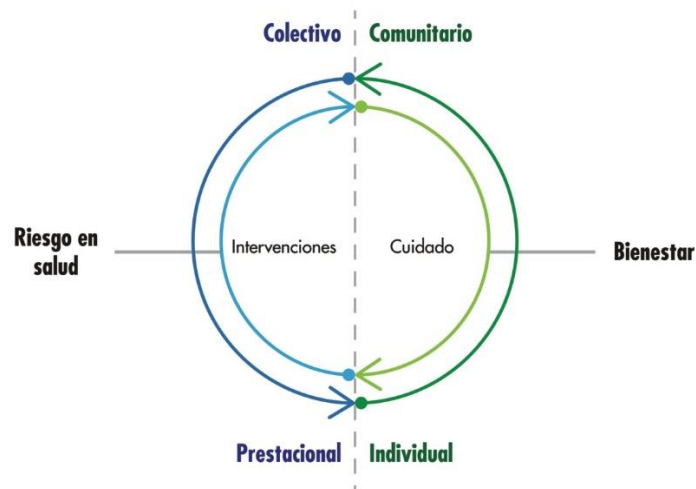 Colectivo Comunitario
Riesgo en
salud
Intervenciones Cuidado
Bienestar
Prestacional Individual